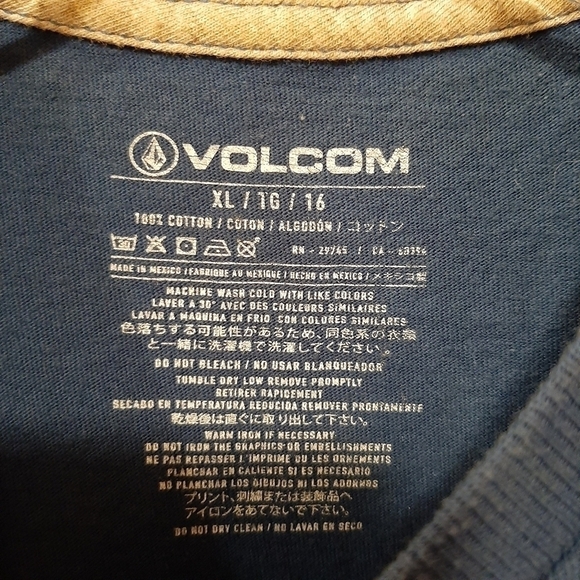 VOLCOM
XL / TG / 16
100% COTTON / COTON / ALGODÓN / コットン
RN - 29765 / CA -
MADE IN MEXICO / FABRIQUE AU MEXIQUE / HECHO EN MEXICO / メキシコ製
MACHINE WASH COLD WITH LIKE COLORS
LAVER A 30° AVEC DES COULEURS SIMILAIRES
LAVAR A MAQUINA EN FRIO CON COLORES SIMILARES
色落ちする可能性があるため、同色系の衣類
と一緒に洗濯機で洗濯してください。
DO NOT BLEACH / NO USAR BLANQUEADOR
TUMBLE DRY LOW REMOVE PROMPTLY
RETIRER RAPIDEMENT
SECADO EN TEMPERATURA REDUCIDA REMOVER PRONTAMENTE
乾燥後は直ぐに取り出して下さい。
WARM IRON IF NECESSARY
DO NOT IRON THE GRAPHICS OR EMBELLISHMENTS
NE PAS REPASSER L'IMPRIME OU LES ORNEMENTS
PLANCHAR EN CALIENTE SI ES NECESARIO
NO PLANCHAR LOS DIBUJOS NI LOS ADORNOS
プリント、刺繍または装飾品へ
アイロンをあてないで下さい。
DO NOT DRY CLEAN / NO LAVAR EN SECO